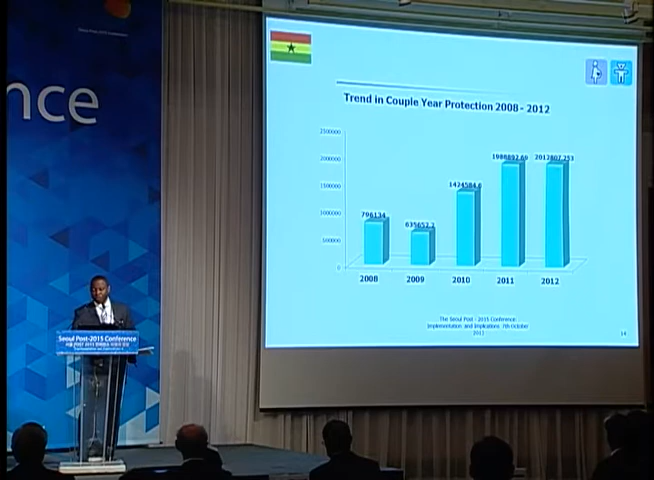 nce
Trend in Couple Year Protection 2008 - 2012
2500000
2000000
1500000
1000000
500000
0
796134
635652.2
1474584.6
1988892.66
2012807.253
2008 2009 2010 2011 2012
The Seoul Post - 2015 Conference:
Implementation and Implications 7th October
2013
Seoul Post-2015 Conference